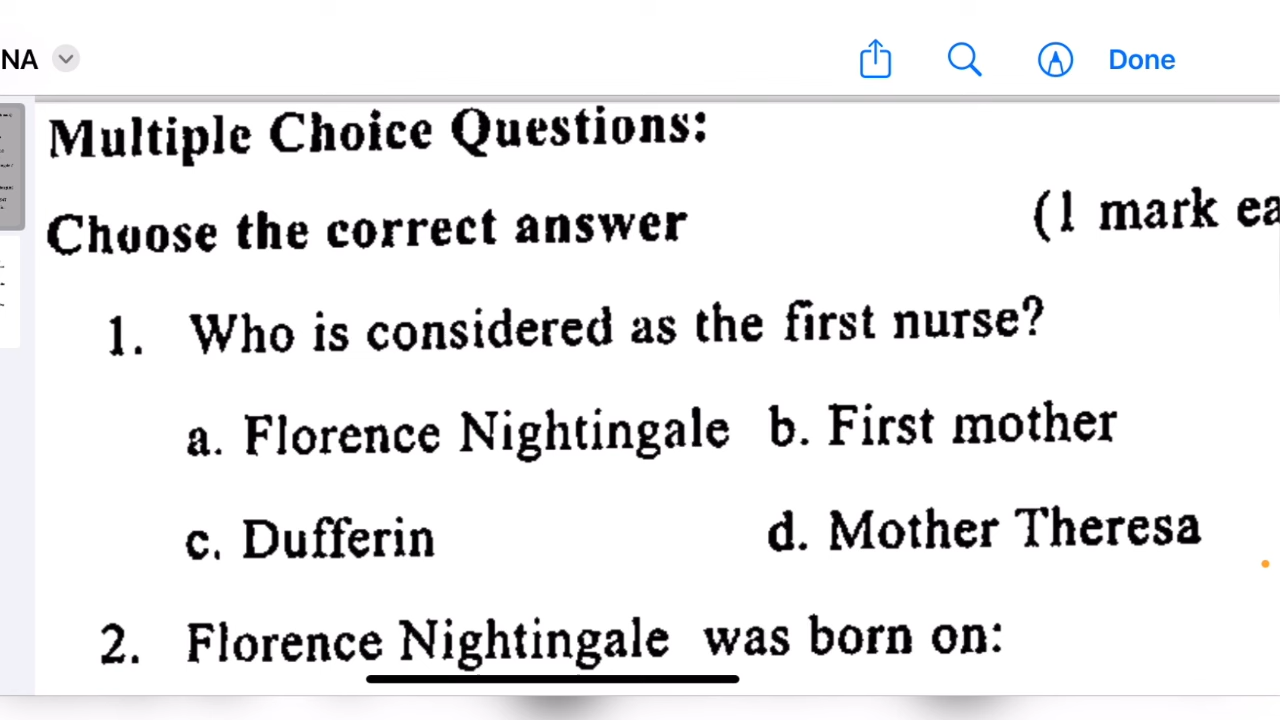 NA
Done
Multiple Choice Questions:
Choose the correct answer (1 mark ea
1. Who is considered as the first nurse?
a. Florence Nightingale b. First mother
c. Dufferin d. Mother Theresa
2. Florence Nightingale was born on: